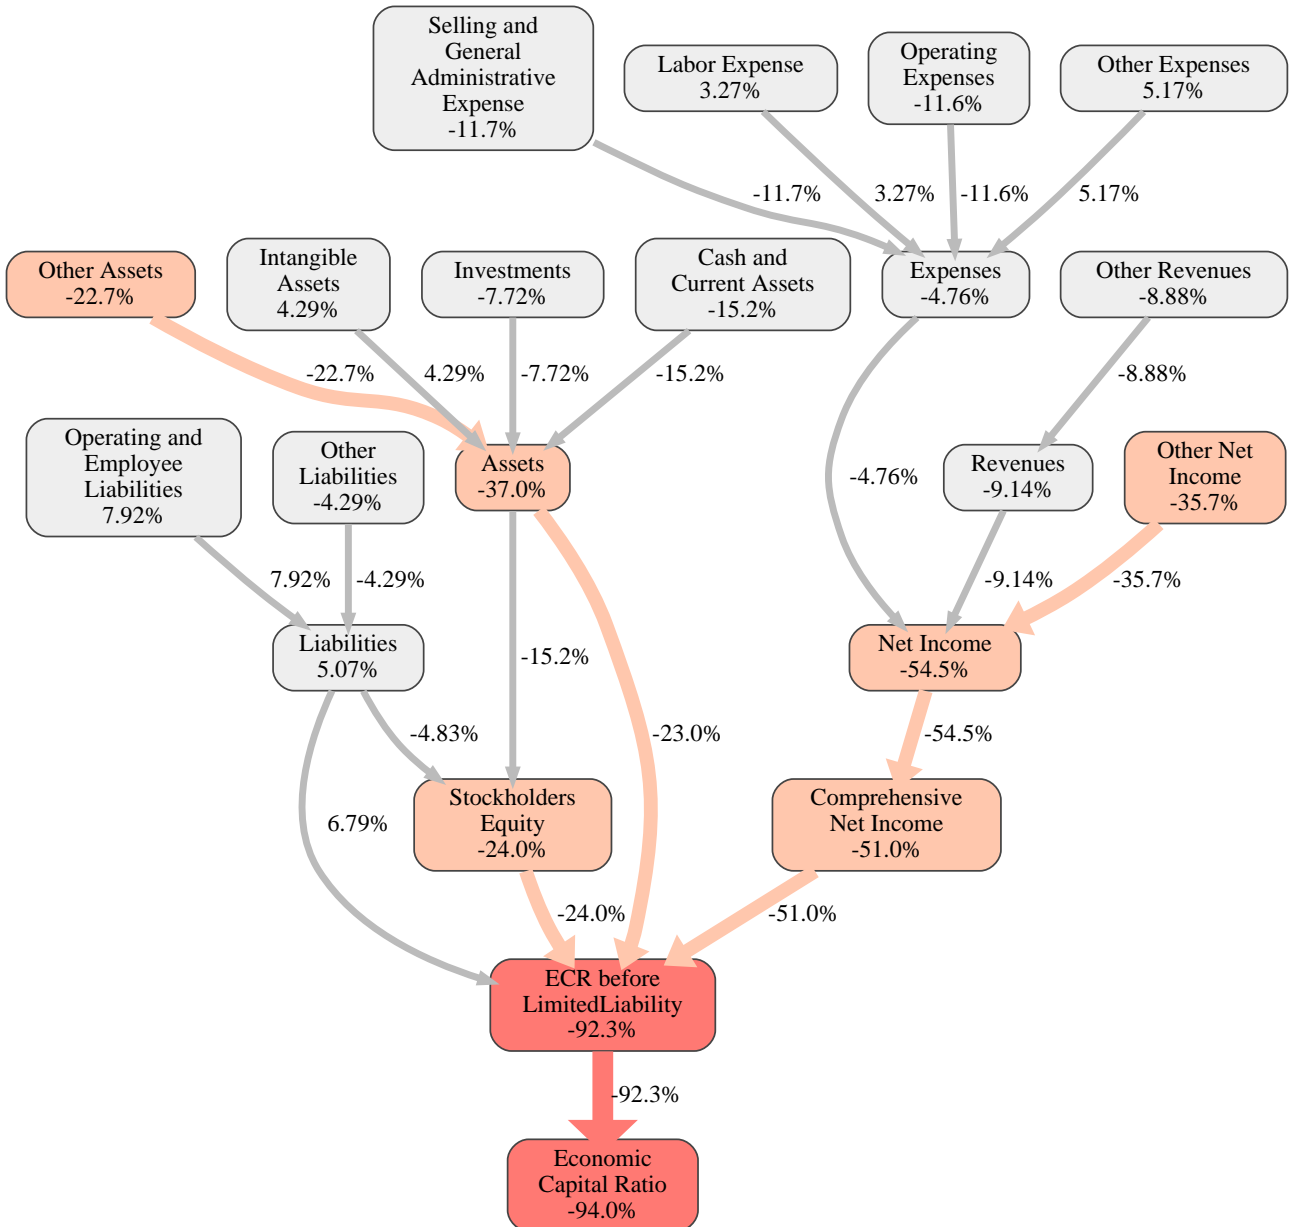 Selling and
General
Administrative
Expense
-11.7%
Labor Expense
3.27%
Operating
Expenses
-11.6%
Other Expenses
5.17%
-11.7%
3.27%
-11.6%
5.17%
Other Assets
-22.7%
Intangible
Assets
4.29%
Investments
-7.72%
Cash and
Current Assets
-15.2%
Expenses
-4.76%
Other Revenues
-8.88%
-22.7%
4.29%
-7.72%
-15.2%
-8.88%
Operating and
Employee
Liabilities
7.92%
Other
Liabilities
-4.29%
Assets
-37.0%
-4.76%
Revenues
-9.14%
Other Net
Income
-35.7%
7.92%
-4.29%
-9.14%
-35.7%
Liabilities
5.07%
-15.2%
Net Income
-54.5%
-4.83%
-23.0%
-54.5%
6.79%
Stockholders
Equity
-24.0%
Comprehensive
Net Income
-51.0%
-24.0%
-51.0%
ECR before
LimitedLiability
-92.3%
-92.3%
Economic
Capital Ratio
-94.0%